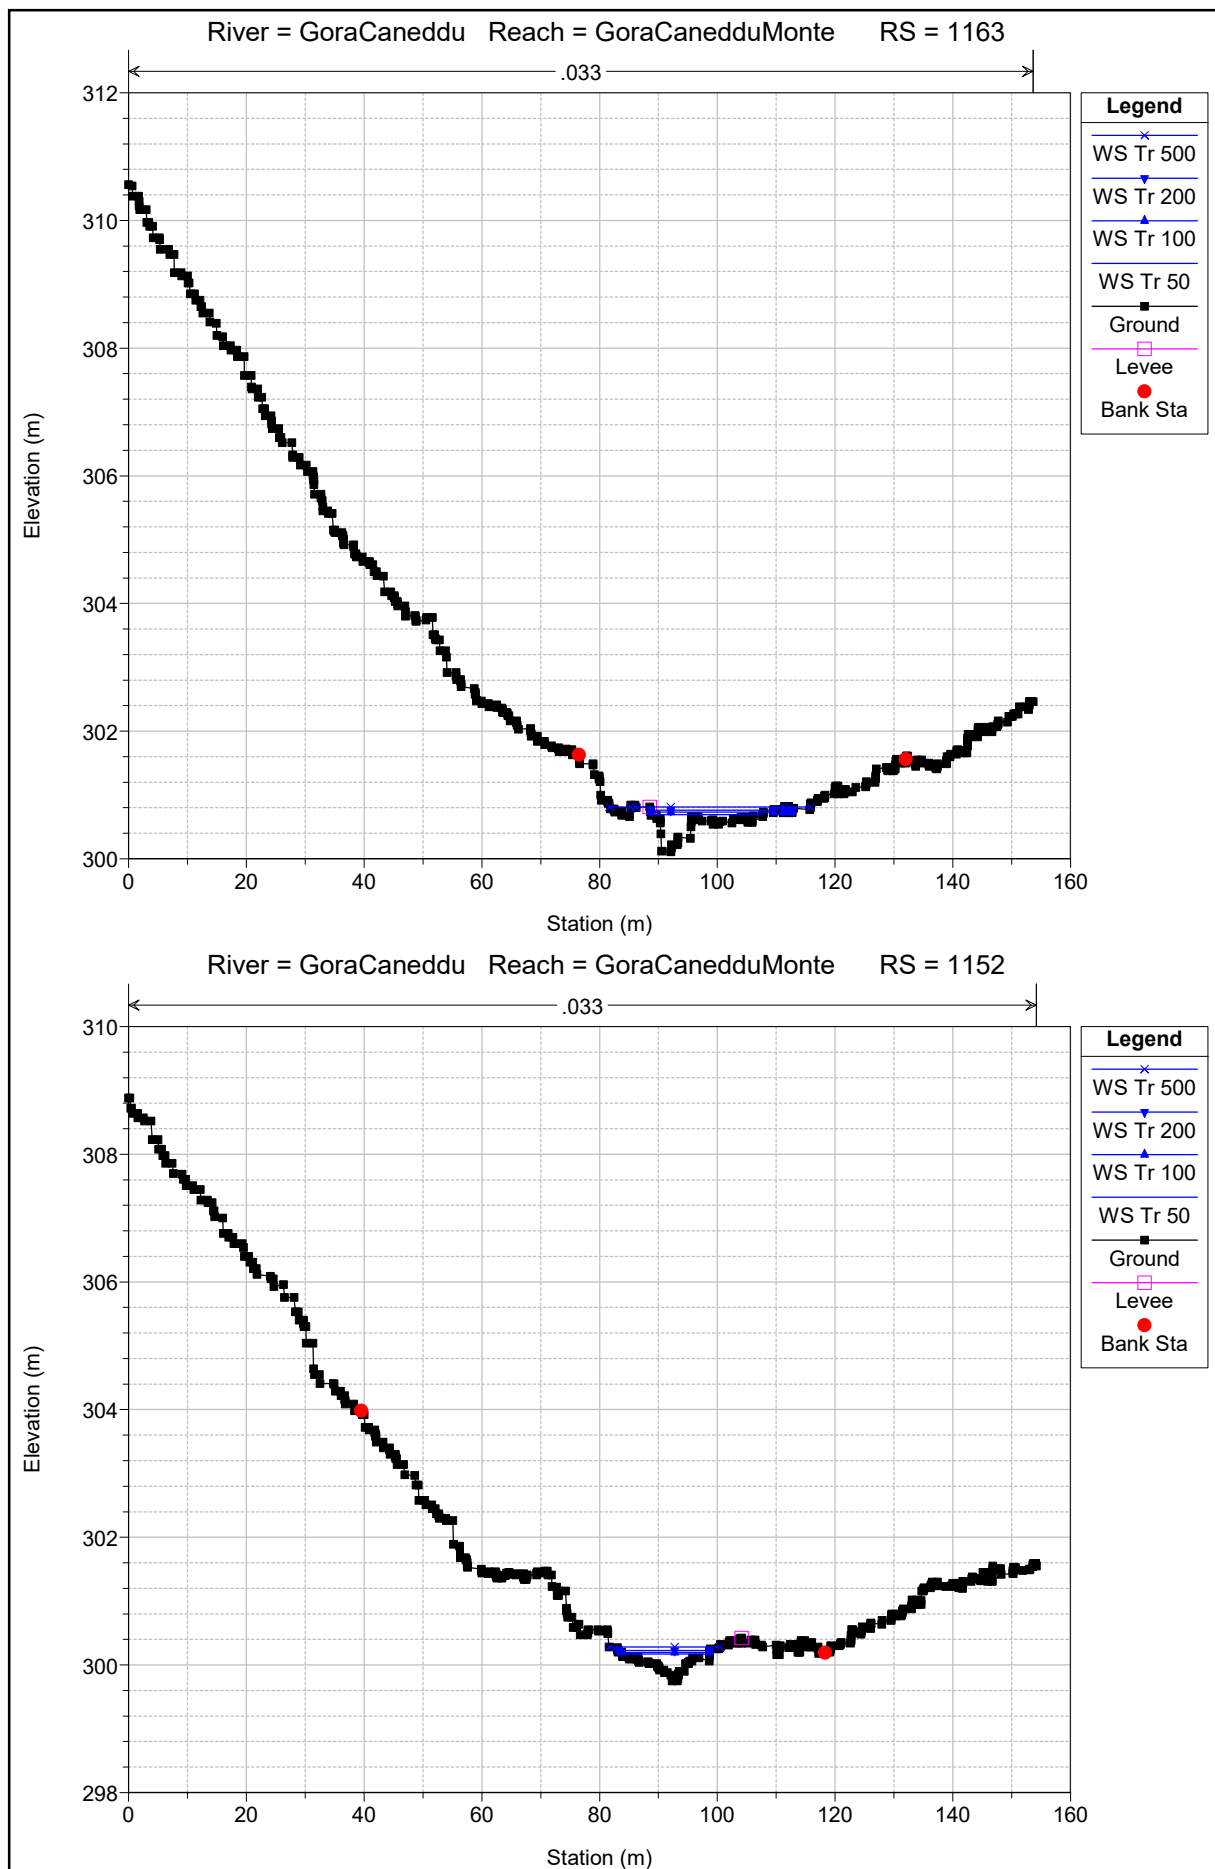 River = GoraCaneddu   Reach = GoraCanedduMonte      RS = 1163
.033
Legend
WS Tr 500
WS Tr 200
WS Tr 100
WS Tr 50
Ground
Levee
Bank Sta
312
310
308
306
304
302
300
Elevation (m)
0 20 40 60 80 100 120 140 160
Station (m)
River = GoraCaneddu   Reach = GoraCanedduMonte      RS = 1152
.033
Legend
WS Tr 500
WS Tr 200
WS Tr 100
WS Tr 50
Ground
Levee
Bank Sta
310
308
306
304
302
300
298
Elevation (m)
0 20 40 60 80 100 120 140 160
Station (m)